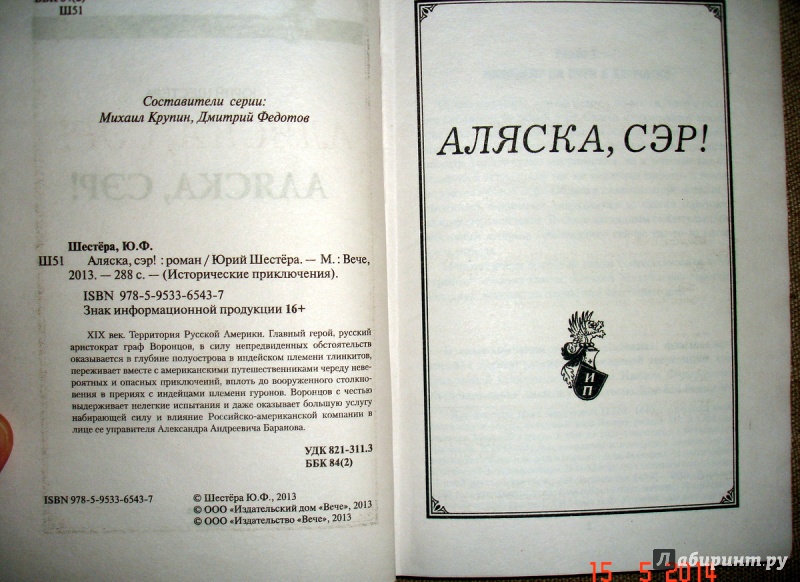 Ш51
Составители серии:
Михаил Крупин, Дмитрий Федотов
Шестёра, Ю.Ф.
Ш51 Аляска, сэр! : роман / Юрий Шестёра. — М. : Вече,
2013. — 288 с. — (Исторические приключения).
ISBN 978-5-9533-6543-7
Знак информационной продукции 16+
XIX век. Территория Русской Америки. Главный герой, русский
аристократ граф Воронцов, в силу непредвиденных обстоятельств
оказывается в глубине полуострова в индейском племени тлинкитов,
переживает вместе с американскими путешественниками череду неве-
роятных и опасных приключений, вплоть до вооруженного столкно-
вения в прериях с индейцами племени гуронов. Воронцов с честью
выдерживает нелегкие испытания и даже оказывает большую услугу
набирающей силу и влияние Российско-американской компании в
лице ее управителя Александра Андреевича Баранова.
УДК 821-311.3
ББК 84(2)
ISBN 978-5-9533-6543-7
© Шестёра Ю.Ф., 2013
© ООО «Издательский дом «Вече», 2013
© ООО «Издательство «Вече», 2013
АЛЯСКА, СЭР!
И
П
15 5 2014
Лабиринт.ру